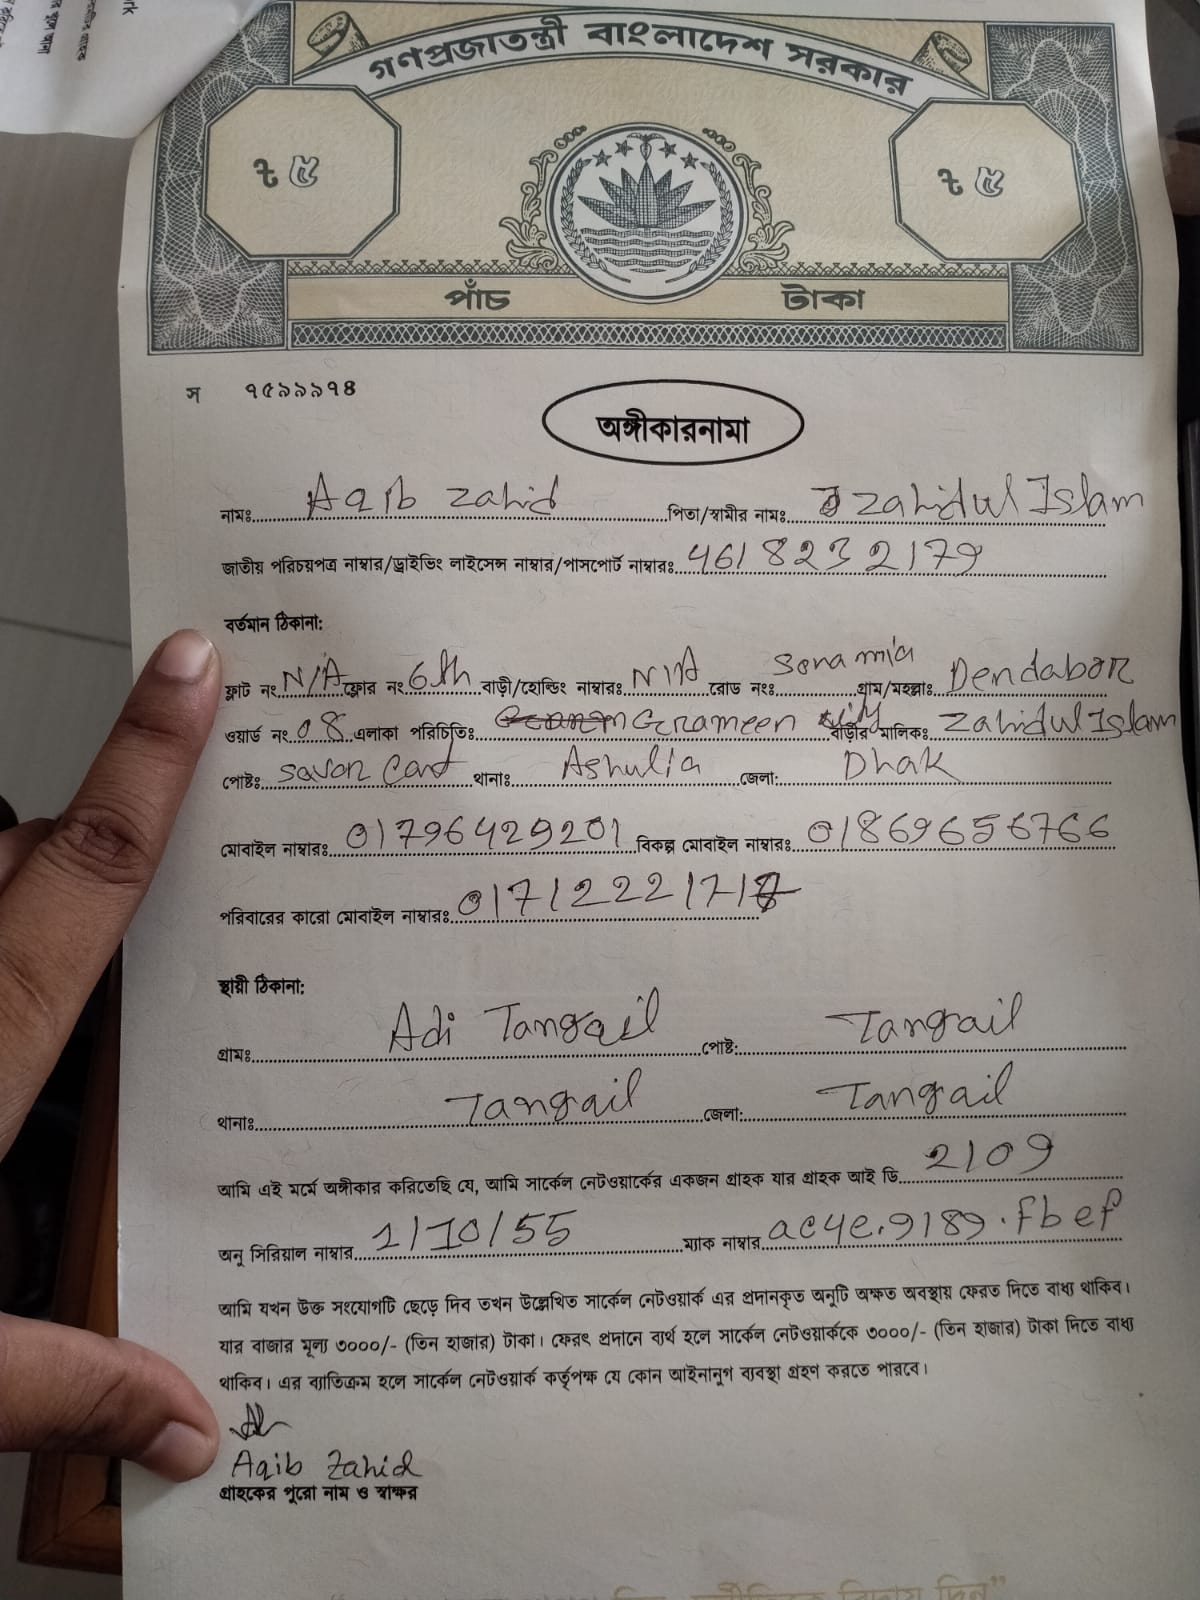 গণপ্রজাতন্ত্রী বাংলাদেশ সরকার
৳ ৫ ৳ ৫
পাঁচ টাকা
স ৭৫৯৯৯৭৪
অঙ্গীকারনামা
নামঃ Aqib Zahid পিতা/স্বামীর নামঃ Zahidul Islam
জাতীয় পরিচয়পত্র নাম্বার/ড্রাইভিং লাইসেন্স নাম্বার/পাসপোর্ট নাম্বারঃ 4618232179
বর্তমান ঠিকানা:
ফ্লাট নং N/A ফ্লোর নং 6th বাড়ী/হোল্ডিং নাম্বারঃ N/A রোড নংঃ Sona mia গ্রাম/মহল্লাঃ Dendabor
ওয়ার্ড নং 08 এলাকা পরিচিতিঃ Grameen বাড়ীর মালিকঃ Zahidul Islam
পোষ্টঃ Savar Cant থানাঃ Ashulia জেলা: Dhak
মোবাইল নাম্বারঃ 01796429201 বিকল্প মোবাইল নাম্বারঃ 01869656766
পরিবারের কারো মোবাইল নাম্বারঃ
স্থায়ী ঠিকানা:
গ্রামঃ Adi Tangail পোষ্ট: Tangail
থানাঃ Tangail জেলা: Tangail
আমি এই মর্মে অঙ্গীকার করিতেছি যে, আমি সার্কেল নেটওয়ার্কের একজন গ্রাহক যার গ্রাহক আই ডি 2109
অনু সিরিয়াল নাম্বার 1/10/55 ম্যাক নাম্বার ac4e.9189.fbef
আমি যখন উক্ত সংযোগটি ছেড়ে দিব তখন উল্লেখিত সার্কেল নেটওয়ার্ক এর প্রদানকৃত অনুটি অক্ষত অবস্থায় ফেরত দিতে বাধ্য থাকিব।
যার বাজার মূল্য ৩০০০/- (তিন হাজার) টাকা। ফেরৎ প্রদানে ব্যর্থ হলে সার্কেল নেটওয়ার্ককে ৩০০০/- (তিন হাজার) টাকা দিতে বাধ্য
থাকিব। এর ব্যাতিক্রম হলে সার্কেল নেটওয়ার্ক কর্তৃপক্ষ যে কোন আইনানুগ ব্যবস্থা গ্রহণ করতে পারবে।
Aqib Zahid
গ্রাহকের পুরো নাম ও স্বাক্ষর